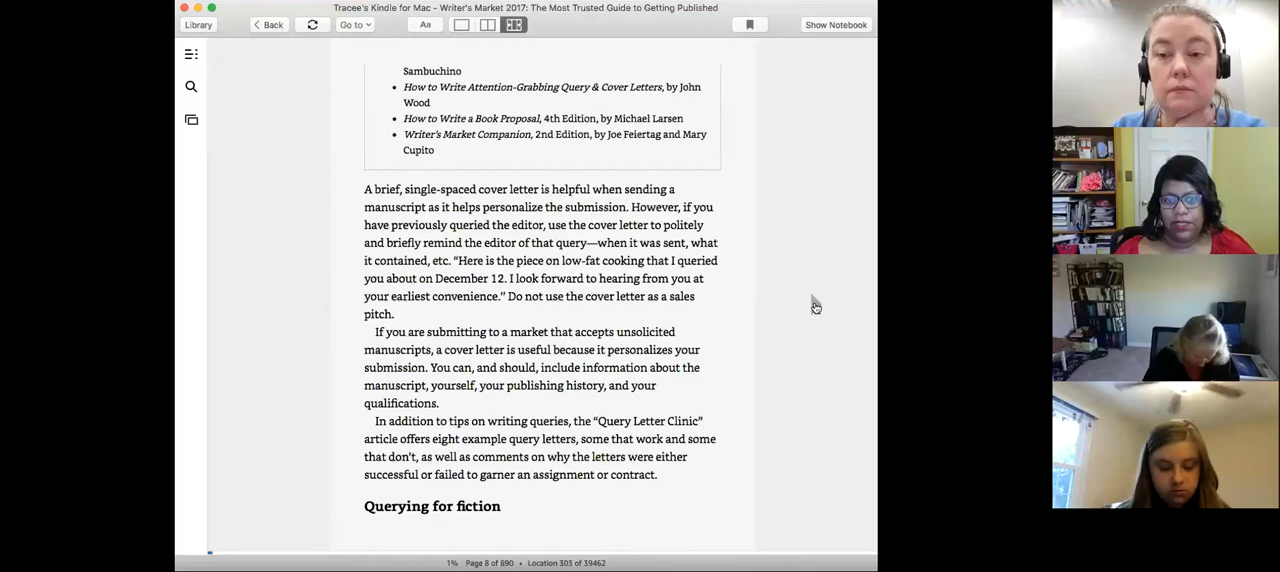 Tracee's Kindle for Mac - Writer's Market 2017: The Most Trusted Guide to Getting Published
Library
Back
Go to
Aa
Show Notebook
Sambuchino
• How to Write Attention-Grabbing Query & Cover Letters, by John
Wood
• How to Write a Book Proposal, 4th Edition, by Michael Larsen
• Writer's Market Companion, 2nd Edition, by Joe Feiertag and Mary
Cupito
A brief, single-spaced cover letter is helpful when sending a
manuscript as it helps personalize the submission. However, if you
have previously queried the editor, use the cover letter to politely
and briefly remind the editor of that query—when it was sent, what
it contained, etc. “Here is the piece on low-fat cooking that I queried
you about on December 12. I look forward to hearing from you at
your earliest convenience.” Do not use the cover letter as a sales
pitch.
If you are submitting to a market that accepts unsolicited
manuscripts, a cover letter is useful because it personalizes your
submission. You can, and should, include information about the
manuscript, yourself, your publishing history, and your
qualifications.
In addition to tips on writing queries, the “Query Letter Clinic”
article offers eight example query letters, some that work and some
that don't, as well as comments on why the letters were either
successful or failed to garner an assignment or contract.
Querying for fiction
1% Page 8 of 890 • Location 303 of 39462